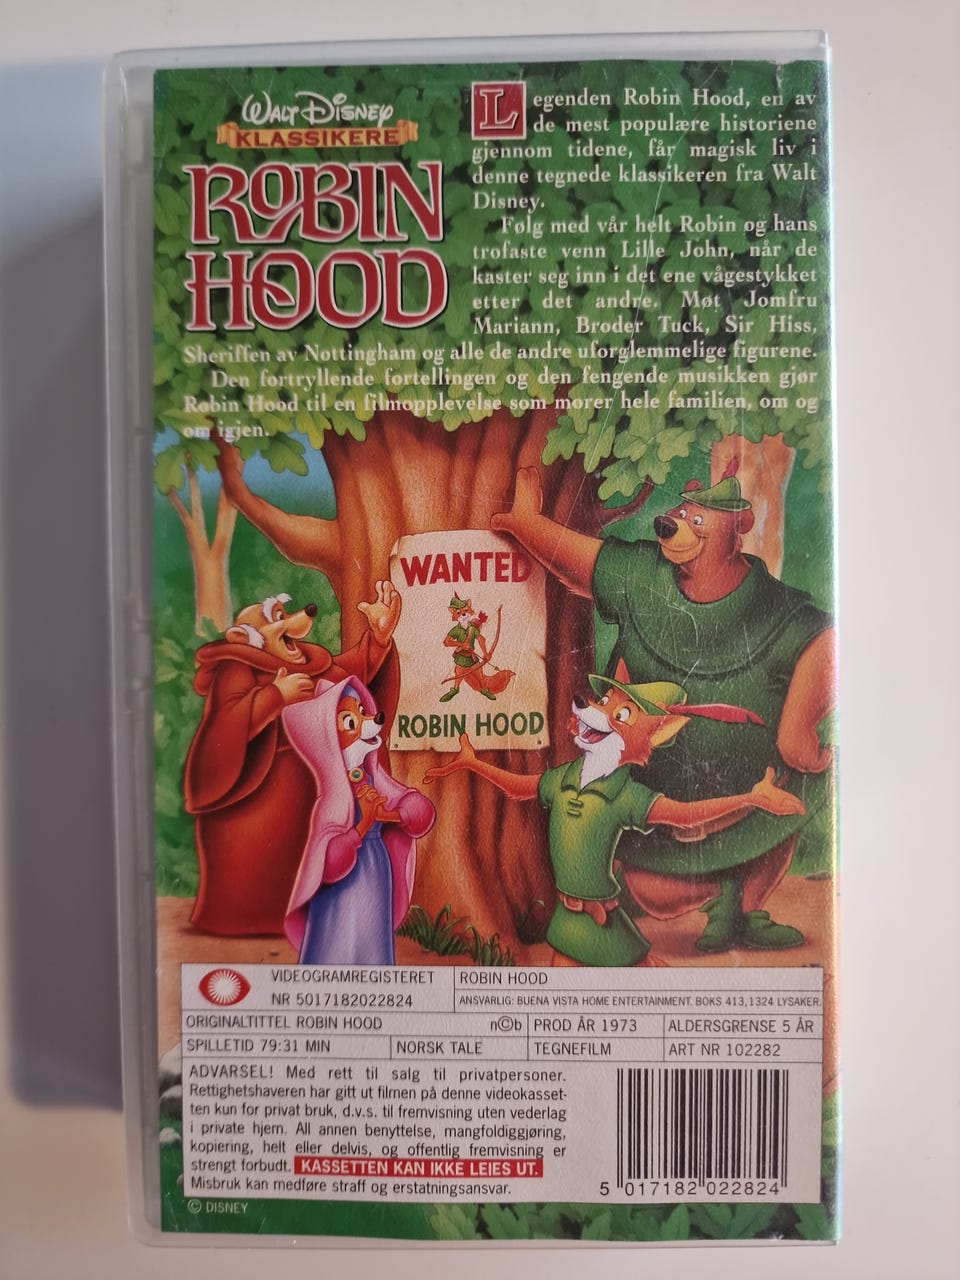 WALT DISNEY
KLASSIKERE
ROBIN
HOOD
Legenden Robin Hood, en av
de mest populære historiene
gjennom tidene, får magisk liv i
denne tegnede klassikeren fra Walt
Disney.
Følg med vår helt Robin og hans
trofaste venn Lille John, når de
kaster seg inn i det ene vågestykket
etter det andre. Møt Jomfru
Mariann, Broder Tuck, Sir Hiss,
Sheriffen av Nottingham og alle de andre uforglemmelige figurene.
Den fortryllende fortellingen og den fengende musikken gjør
Robin Hood til en filmopplevelse som morer hele familien, om og
om igjen.
WANTED
ROBIN HOOD
VIDEOGRAMREGISTERET
NR 5017182022824
ROBIN HOOD
ANSVARLIG: BUENA VISTA HOME ENTERTAINMENT. BOKS 413, 1324 LYSAKER.
ORIGINALTITTEL ROBIN HOOD
n©b
PROD ÅR 1973
ALDERSGRENSE 5 ÅR
SPILLETID 79:31 MIN
NORSK TALE
TEGNEFILM
ART NR 102282
ADVARSEL! Med rett til salg til privatpersoner.
Rettighetshaveren har gitt ut filmen på denne videokasset-
ten kun for privat bruk, d.v.s. til fremvisning uten vederlag
i private hjem. All annen benyttelse, mangfoldiggjøring,
kopiering, helt eller delvis, og offentlig fremvisning er
strengt forbudt. KASSETTEN KAN IKKE LEIES UT.
Misbruk kan medføre straff og erstatningsansvar.
5 017182 022824
© DISNEY